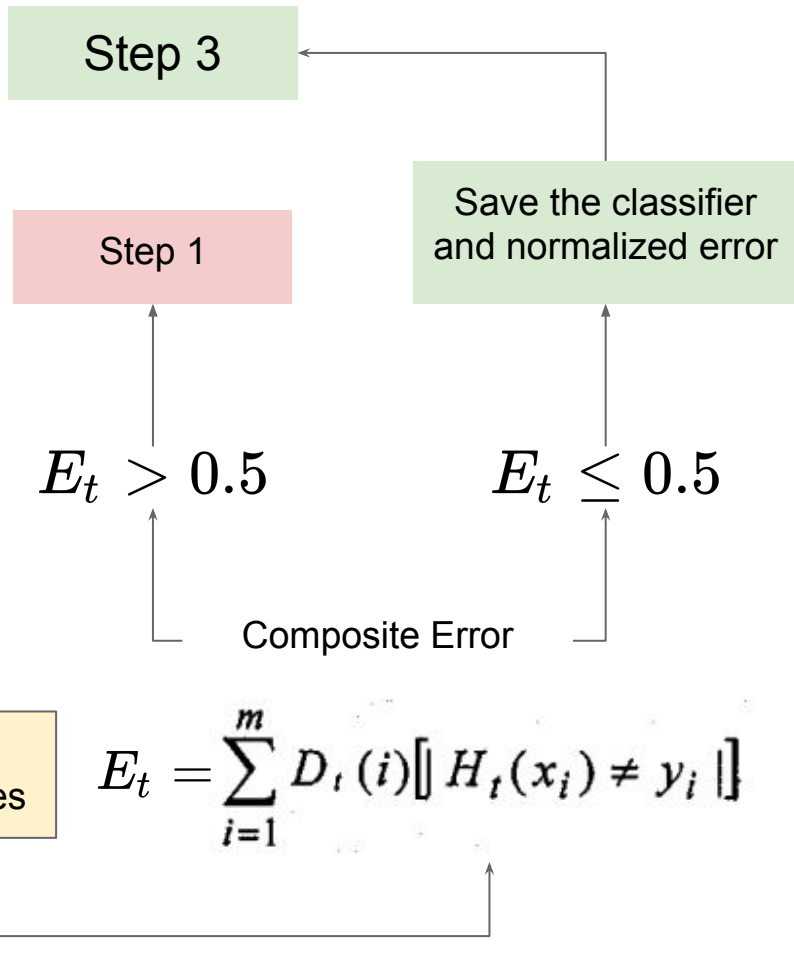 Step 3
Save the classifier
and normalized error
Step 1
E_t > 0.5
E_t ≤ 0.5
Composite Error
es
E_t = \sum_{i=1}^{m} D_t(i)[| H_t(x_i) ≠ y_i |]